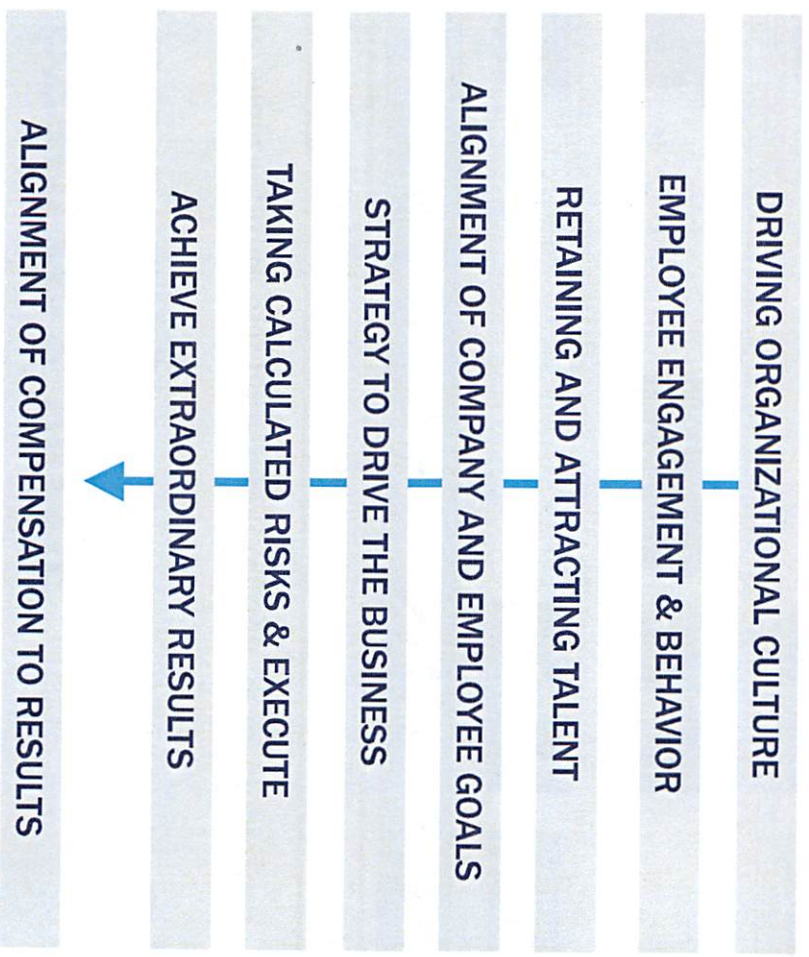 DRIVING ORGANIZATIONAL CULTURE
EMPLOYEE ENGAGEMENT & BEHAVIOR
RETAINING AND ATTRACTING TALENT
ALIGNMENT OF COMPANY AND EMPLOYEE GOALS
STRATEGY TO DRIVE THE BUSINESS
TAKING CALCULATED RISKS & EXECUTE
ACHIEVE EXTRAORDINARY RESULTS
ALIGNMENT OF COMPENSATION TO RESULTS